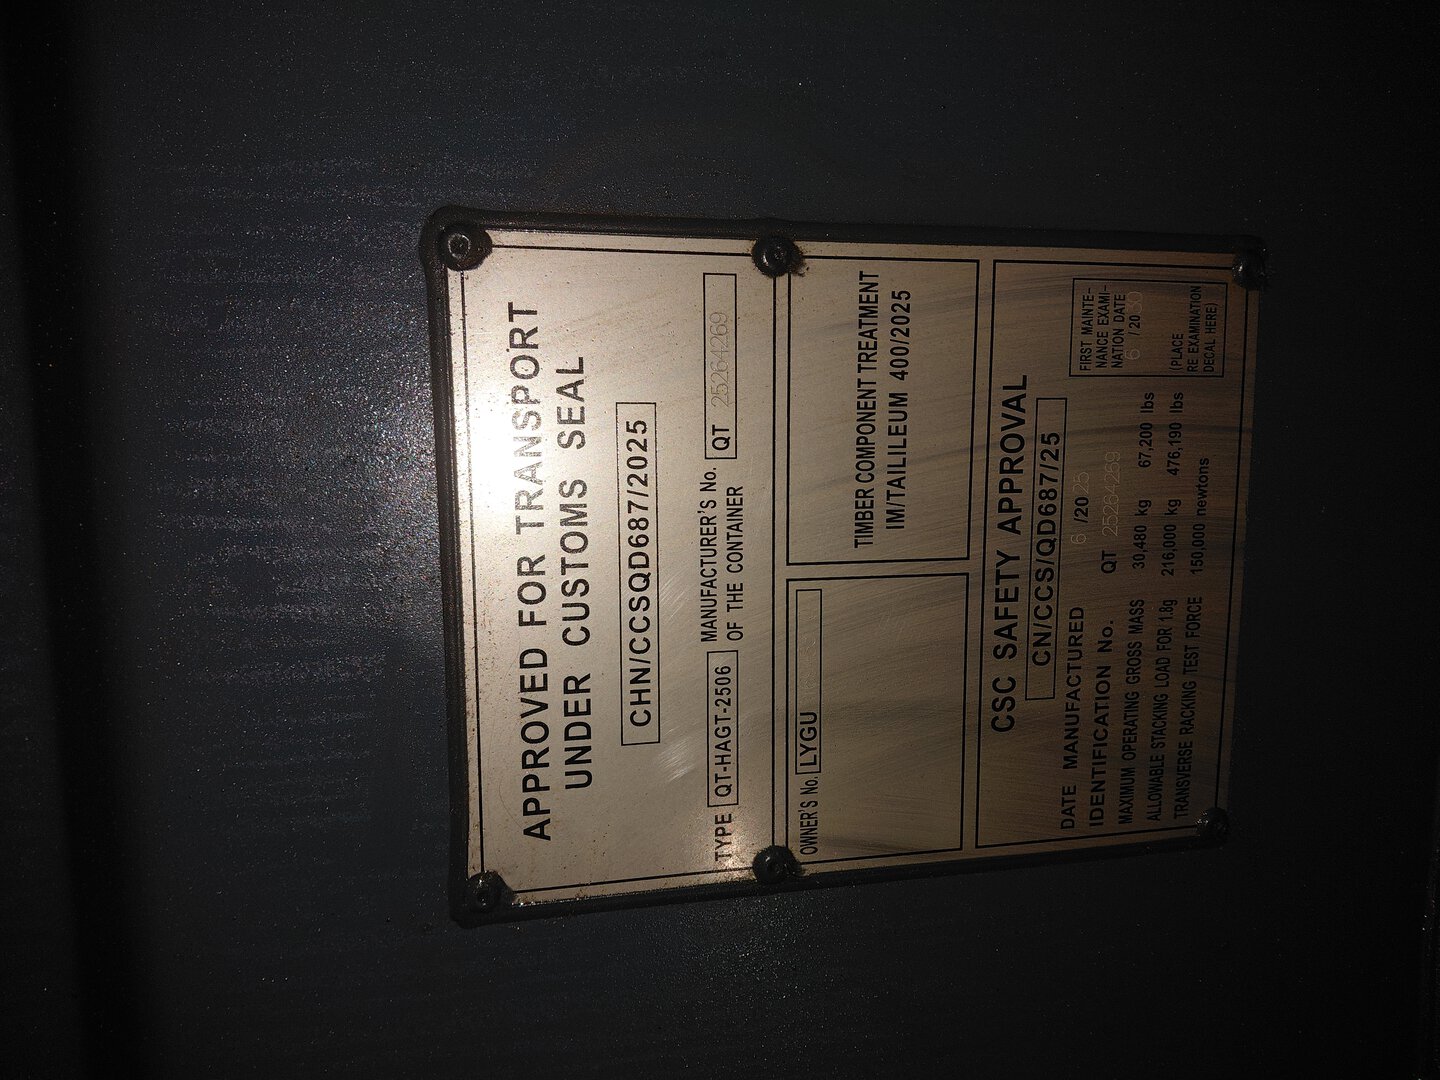 APPROVED FOR TRANSPORT
UNDER CUSTOMS SEAL
CHN/CCSQD687/2025
TYPE QT-HAGT-2506 MANUFACTURER'S No. OF THE CONTAINER QT 25264269
OWNER'S No. LYGU
TIMBER COMPONENT TREATMENT
IM/TALILEUM 400/2025
CSC SAFETY APPROVAL
CN/CCS/QD687/25
DATE MANUFACTURED 6 /20 25
IDENTIFICATION No. QT 25264269
MAXIMUM OPERATING GROSS MASS 30,480 kg 67,200 lbs
ALLOWABLE STACKING LOAD FOR 1.8g 216,000 kg 476,190 lbs
TRANSVERSE RACKING TEST FORCE 150,000 newtons
FIRST MAINTE-
NANCE EXAMI-
NATION DATE
6 /20 30
(PLACE
RE EXAMINATION
DECAL HERE)